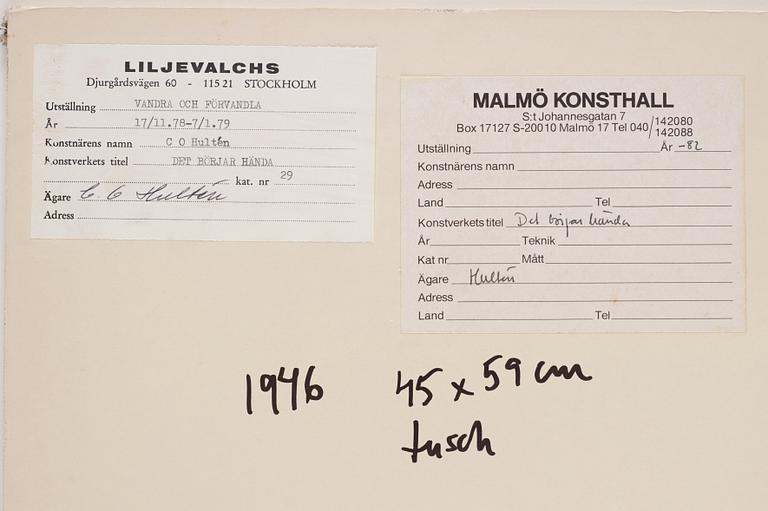 LILJEVALCHS
Djurgårdsvägen 60 - 115 21 STOCKHOLM
Utställning VANDRA OCH FÖRVANDLA
År 17/11.78-7/1.79
Konstnärens namn C O Hultén
Konstverkets titel DET BÖRJAR HÄNDA
kat. nr 29
Ägare C O Hultén
Adress
MALMÖ KONSTHALL
S:t Johannesgatan 7
Box 17127 S-200 10 Malmö 17 Tel 040/142080
142088
Utställning År -82
Konstnärens namn
Adress
Land Tel
Konstverkets titel Det börjar hända
År Teknik
Kat nr Mått
Ägare Hultén
Adress
Land Tel
1946 45 x 59 cm
tusch